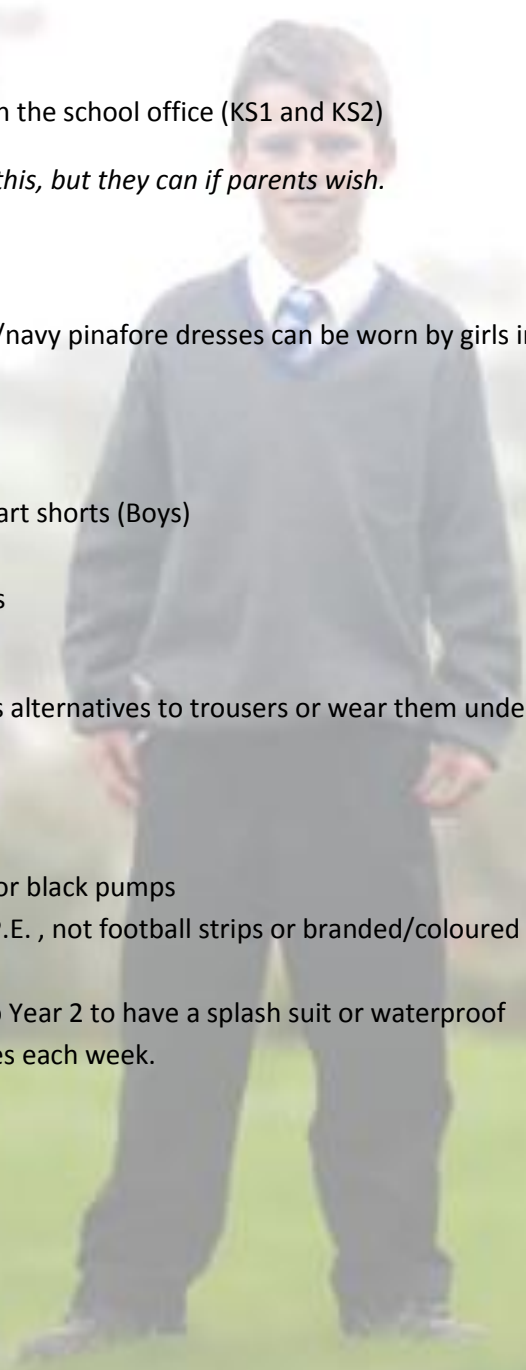 n the school office (KS1 and KS2)
this, but they can if parents wish.
/navy pinafore dresses can be worn by girls in
art shorts (Boys)
s
s alternatives to trousers or wear them unde
or black pumps
P.E. , not football strips or branded/coloured
o Year 2 to have a splash suit or waterproof
es each week.